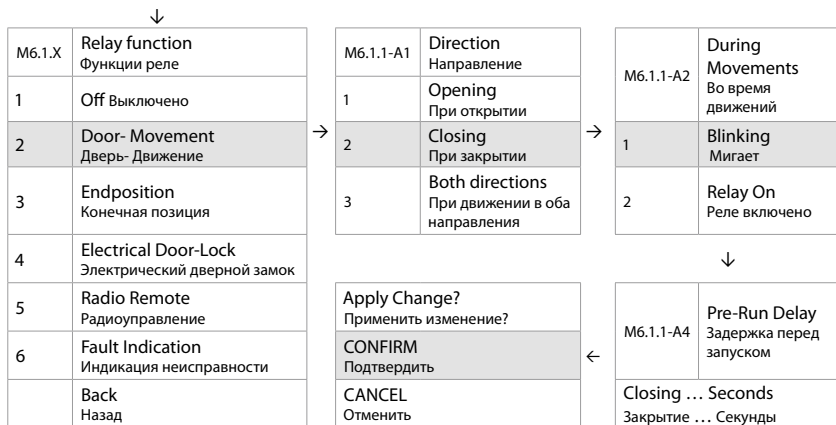 ↓
M6.1.X
Relay function
Функции реле
1
Off Выключено
2
Door- Movement
Дверь- Движение
3
Endposition
Конечная позиция
4
Electrical Door-Lock
Электрический дверной замок
5
Radio Remote
Радиоуправление
6
Fault Indication
Индикация неисправности
Back
Назад
→
M6.1.1-A1
Direction
Направление
1
Opening
При открытии
2
Closing
При закрытии
3
Both directions
При движении в оба
направления
→
M6.1.1-A2
During
Movements
Во время
движений
1
Blinking
Мигает
2
Relay On
Реле включено
↓
M6.1.1-A4
Pre-Run Delay
Задержка перед
запуском
Closing … Seconds
Закрытие … Секунды
←
Apply Change?
Применить изменение?
CONFIRM
Подтвердить
CANCEL
Отменить